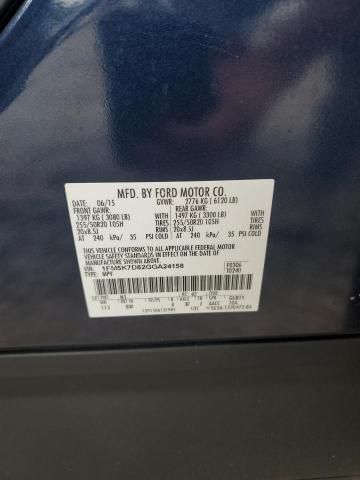 MFD. BY FORD MOTOR CO.
DATE: 06/15 GVWR: 2776 KG ( 6120 LB)
FRONT GAWR: REAR GAWR:
1397 KG ( 3080 LB) 1497 KG ( 3300 LB)
255/50R20 105H TIRES 255/50R20 105H TIRES
20x8.5J RIMS 20x8.5J RIMS
AT 240 kPa/ 35 PSI COLD AT 240 kPa/ 35 PSI COLD
THIS VEHICLE CONFORMS TO ALL APPLICABLE FEDERAL MOTOR
VEHICLE SAFETY STANDARDS IN EFFECT ON THE DATE OF
MANUFACTURE SHOWN ABOVE.
VIN: 1FM5K7D82GGA24158 F0306
TYPE: MPV T0240